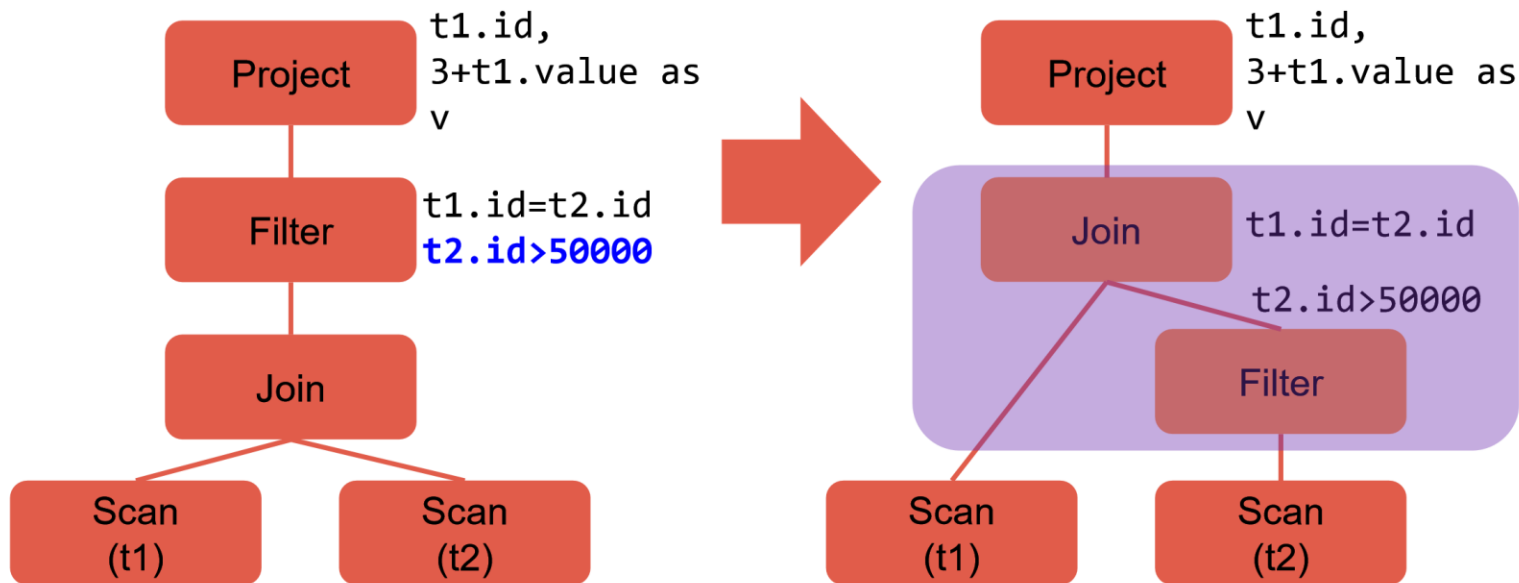 Project
t1.id,
3+t1.value as
v
Filter
t1.id=t2.id
t2.id>50000
Join
Scan
(t1)
Scan
(t2)
Project
t1.id,
3+t1.value as
v
Join
t1.id=t2.id
t2.id>50000
Filter
Scan
(t1)
Scan
(t2)